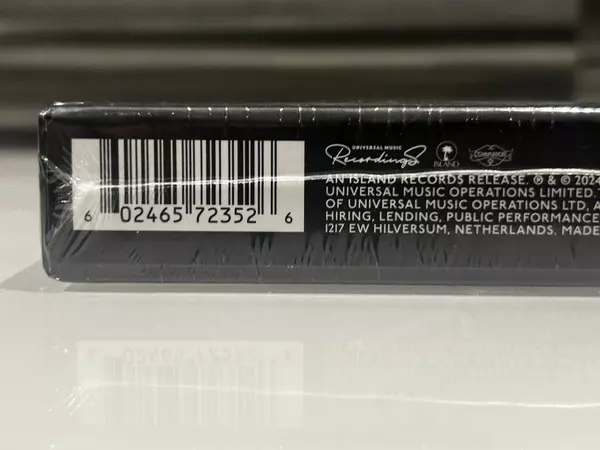 6 02465 72352 6
UNIVERSAL MUSIC
Recordings
ISLAND
AN ISLAND RECORDS RELEASE. ℗ & © 2024
UNIVERSAL MUSIC OPERATIONS LIMITED. T
OF UNIVERSAL MUSIC OPERATIONS LTD, A
HIRING, LENDING, PUBLIC PERFORMANCE
1217 EW HILVERSUM, NETHERLANDS. MADE